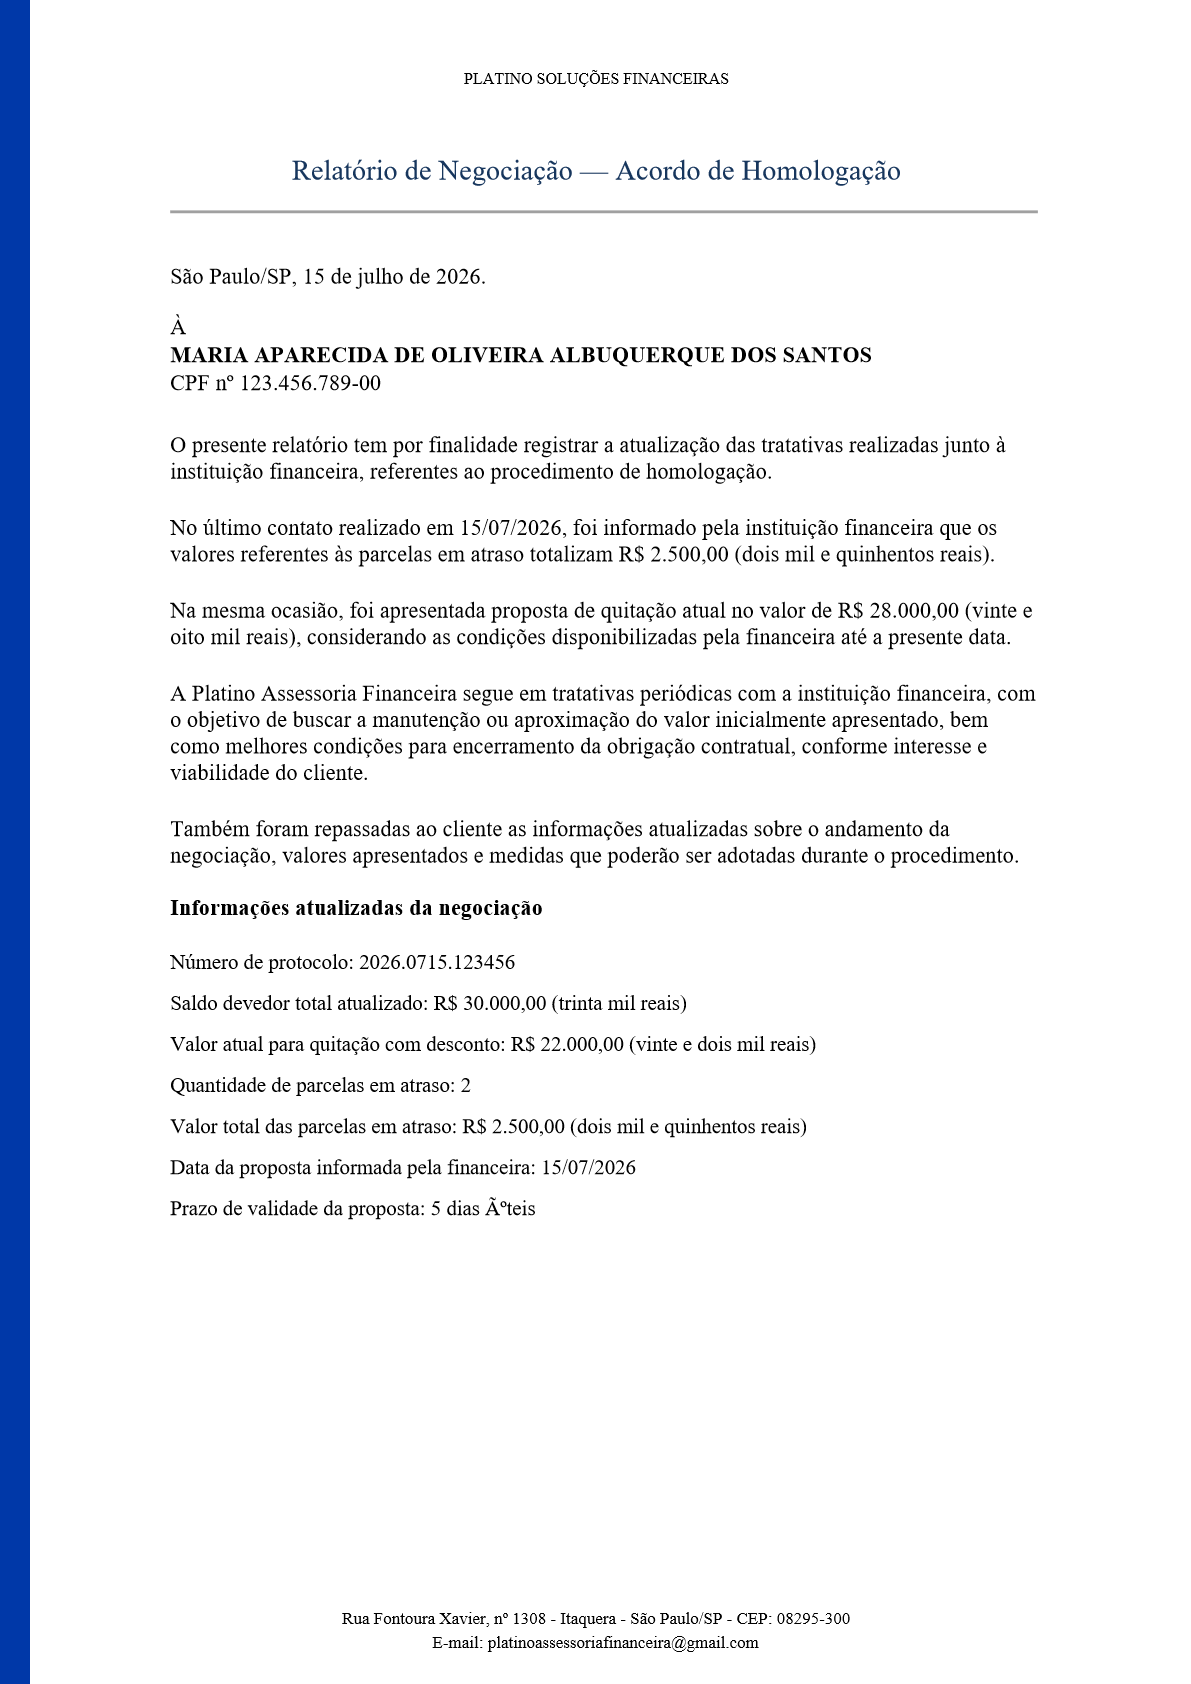 PLATINO SOLUÇÕES FINANCEIRAS
Relatório de Negociação — Acordo de Homologação
São Paulo/SP, 15 de julho de 2026.
À
MARIA APARECIDA DE OLIVEIRA ALBUQUERQUE DOS SANTOS
CPF nº 123.456.789-00
O presente relatório tem por finalidade registrar a atualização das tratativas realizadas junto à
instituição financeira, referentes ao procedimento de homologação.
No último contato realizado em 15/07/2026, foi informado pela instituição financeira que os
valores referentes às parcelas em atraso totalizam R$ 2.500,00 (dois mil e quinhentos reais).
Na mesma ocasião, foi apresentada proposta de quitação atual no valor de R$ 28.000,00 (vinte e
oito mil reais), considerando as condições disponibilizadas pela financeira até a presente data.
A Platino Assessoria Financeira segue em tratativas periódicas com a instituição financeira, com
o objetivo de buscar a manutenção ou aproximação do valor inicialmente apresentado, bem
como melhores condições para encerramento da obrigação contratual, conforme interesse e
viabilidade do cliente.
Também foram repassadas ao cliente as informações atualizadas sobre o andamento da
negociação, valores apresentados e medidas que poderão ser adotadas durante o procedimento.
Informações atualizadas da negociação
Número de protocolo: 2026.0715.123456
Saldo devedor total atualizado: R$ 30.000,00 (trinta mil reais)
Valor atual para quitação com desconto: R$ 22.000,00 (vinte e dois mil reais)
Quantidade de parcelas em atraso: 2
Valor total das parcelas em atraso: R$ 2.500,00 (dois mil e quinhentos reais)
Data da proposta informada pela financeira: 15/07/2026
Prazo de validade da proposta: 5 dias Ãºteis
Rua Fontoura Xavier, nº 1308 - Itaquera - São Paulo/SP - CEP: 08295-300
E-mail: platinoassessoriafinanceira@gmail.com